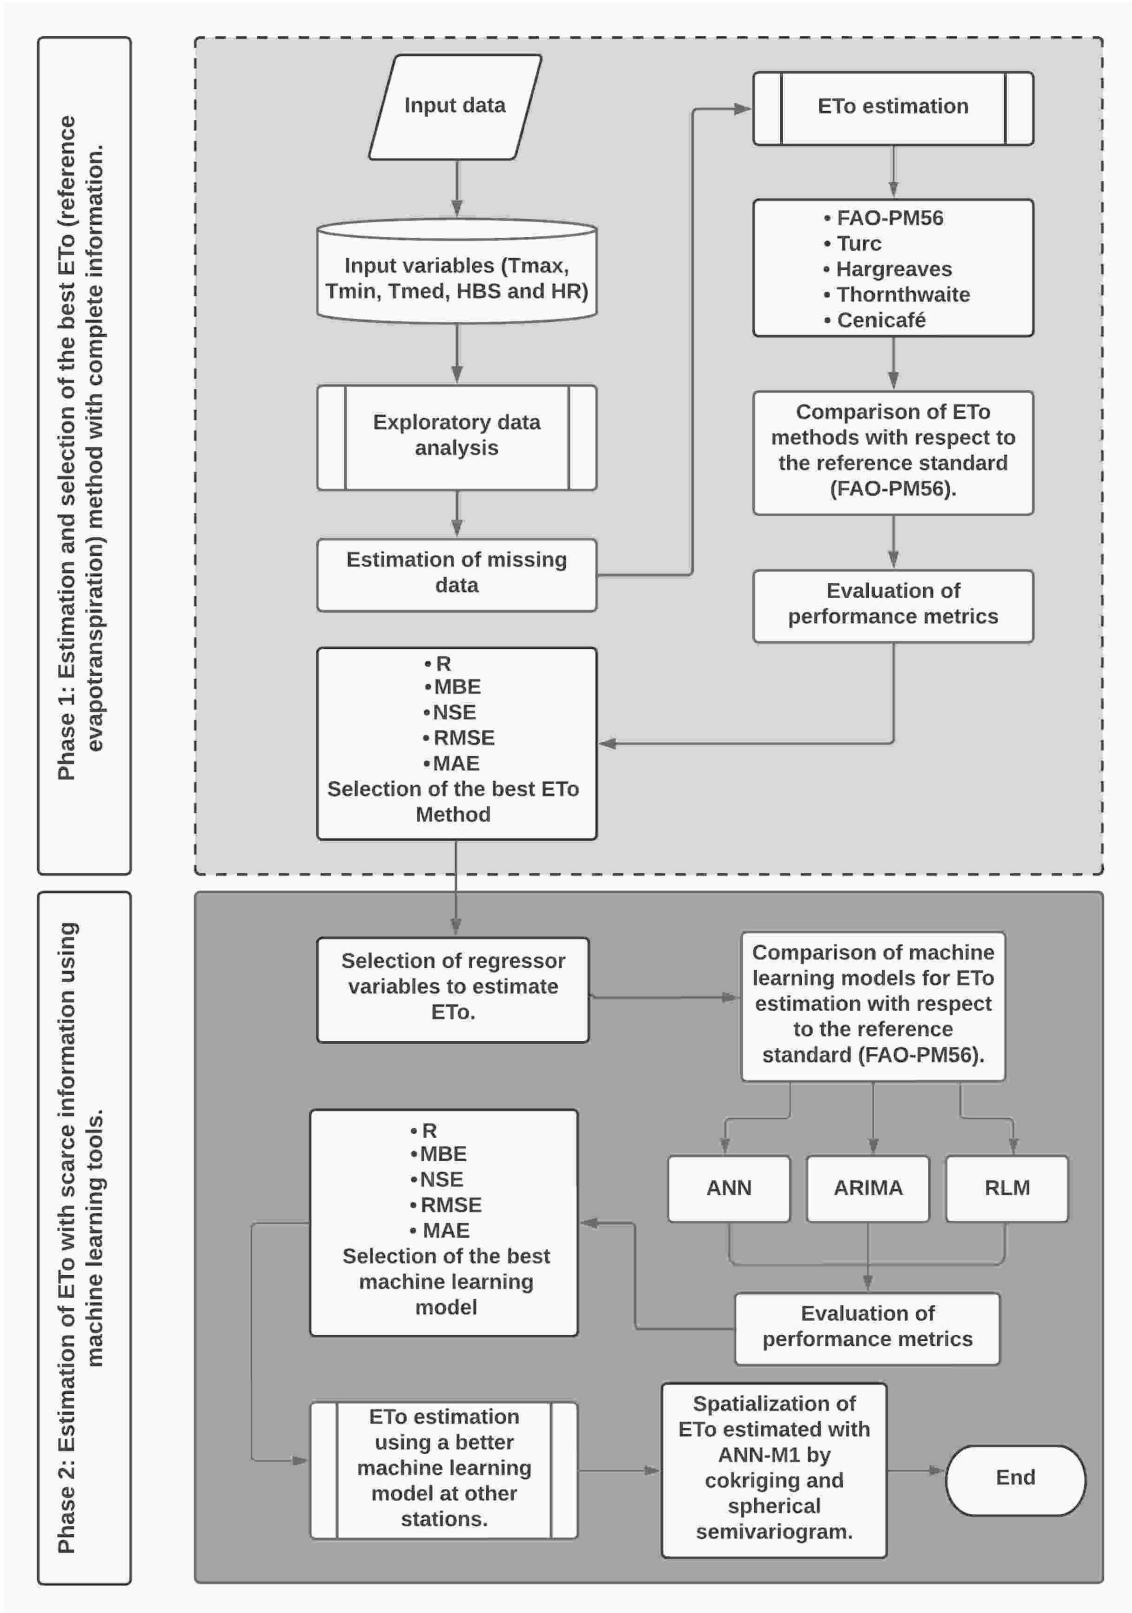 Phase 1: Estimation and selection of the best ETo (reference
evapotranspiration) method with complete information.
Input data
Input variables (Tmax,
Tmin, Tmed, HBS and HR)
Exploratory data
analysis
Estimation of missing
data
ETo estimation
• FAO-PM56
• Turc
• Hargreaves
• Thornthwaite
• Cenicafé
Comparison of ETo
methods with respect to
the reference standard
(FAO-PM56).
Evaluation of
performance metrics
• R
• MBE
• NSE
• RMSE
• MAE
Selection of the best ETo
Method
Phase 2: Estimation of ETo with scarce information using
machine learning tools.
Selection of regressor
variables to estimate
ETo.
Comparison of machine
learning models for ETo
estimation with respect
to the reference
standard (FAO-PM56).
ANN
ARIMA
RLM
Evaluation of
performance metrics
• R
• MBE
• NSE
• RMSE
• MAE
Selection of the best
machine learning
model
ETo estimation
using a better
machine learning
model at other
stations.
Spatialization of
ETo estimated with
ANN-M1 by
cokriging and
spherical
semivariogram.
End